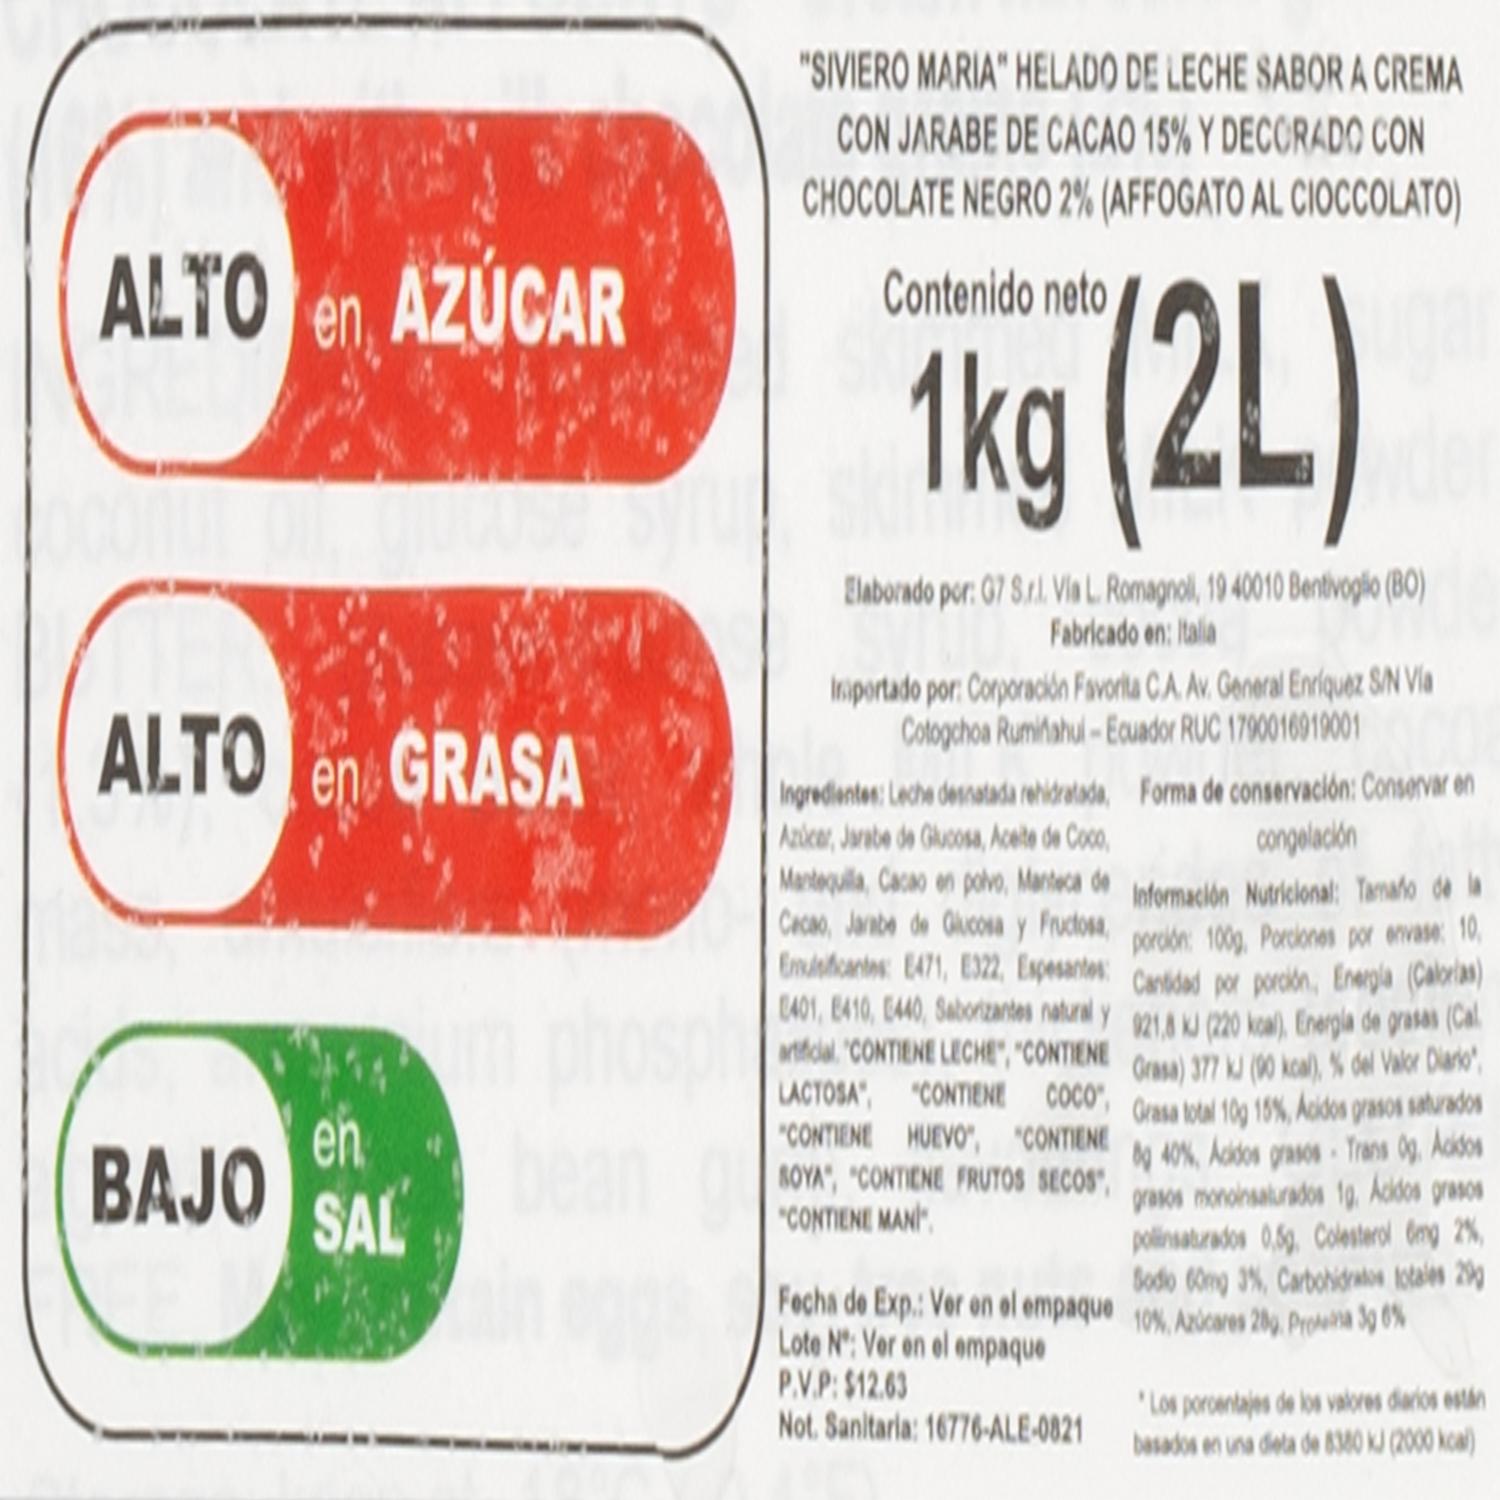 ALTO en AZÚCAR
ALTO en GRASA
BAJO en SAL
"SIVIERO MARIA" HELADO DE LECHE SABOR A CREMA
CON JARABE DE CACAO 15% Y DECORADO CON
CHOCOLATE NEGRO 2% (AFFOGATO AL CIOCCOLATO)
Contenido neto
1kg (2L)
Elaborado por: G7 S.r.l. Vía L. Romagnoli, 19 40010 Bentivoglio (BO)
Fabricado en: Italia
Importado por: Corporación Favorita C.A. Av. General Enríquez S/N Vía
Cotogchoa Rumiñahui – Ecuador RUC 1790016919001
Ingredientes: Leche desnatada rehidratada,
Azúcar, Jarabe de Glucosa, Aceite de Coco,
Mantequilla, Cacao en polvo, Manteca de
Cacao, Jarabe de Glucosa y Fructosa,
Emulsificantes: E471, E322, Espesantes:
E401, E410, E440, Saborizantes natural y
artificial. "CONTIENE LECHE", "CONTIENE
LACTOSA", "CONTIENE COCO",
"CONTIENE HUEVO", "CONTIENE
SOYA", "CONTIENE FRUTOS SECOS",
"CONTIENE MANÍ".
Fecha de Exp.: Ver en el empaque
Lote Nº: Ver en el empaque
P.V.P: $12.63
Not. Sanitaria: 16776-ALE-0821
Forma de conservación: Conservar en
congelación
Información Nutricional: Tamaño de la
porción: 100g, Porciones por envase: 10,
Cantidad por porción., Energía (Calorías)
921,8 kJ (220 kcal), Energía de grasas (Cal.
Grasa) 377 kJ (90 kcal), % del Valor Diario*,
Grasa total 10g 15%, Ácidos grasos saturados
8g 40%, Ácidos grasos - Trans 0g, Ácidos
grasos monoinsaturados 1g, Ácidos grasos
poliinsaturados 0,5g, Colesterol 6mg 2%,
Sodio 60mg 3%, Carbohidratos totales 29g
10%, Azúcares 28g, Proteína 3g 6%
* Los porcentajes de los valores diarios están
basados en una dieta de 8380 kJ (2000 kcal)